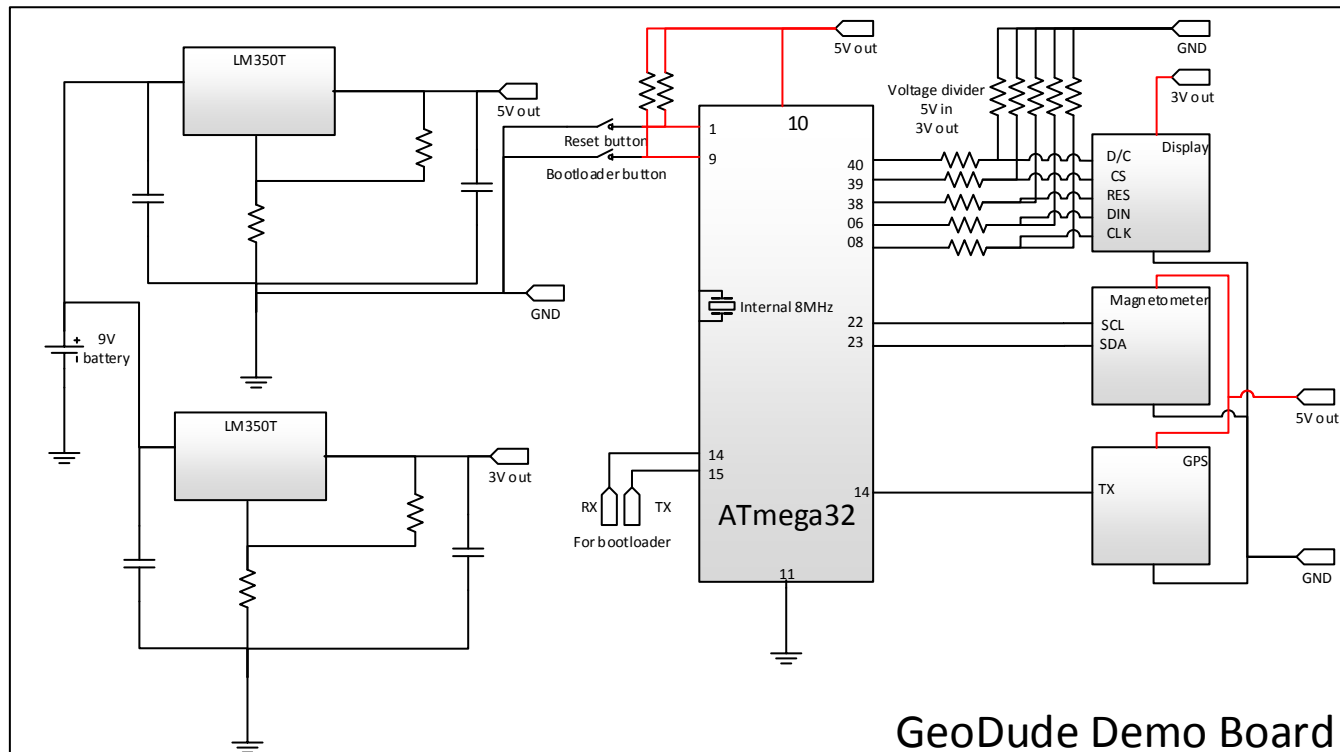 LM350T
5V out
9V
battery
GND
LM350T
3V out
5V out
Reset button
Bootloader button
1
9
10
Internal 8MHz
14
15
RX
TX
For bootloader
ATmega32
11
40
39
38
06
08
22
23
14
Voltage divider
5V in
3V out
GND
3V out
Display
D/C
CS
RES
DIN
CLK
Magnetometer
SCL
SDA
5V out
GPS
TX
GND
GeoDude Demo Board